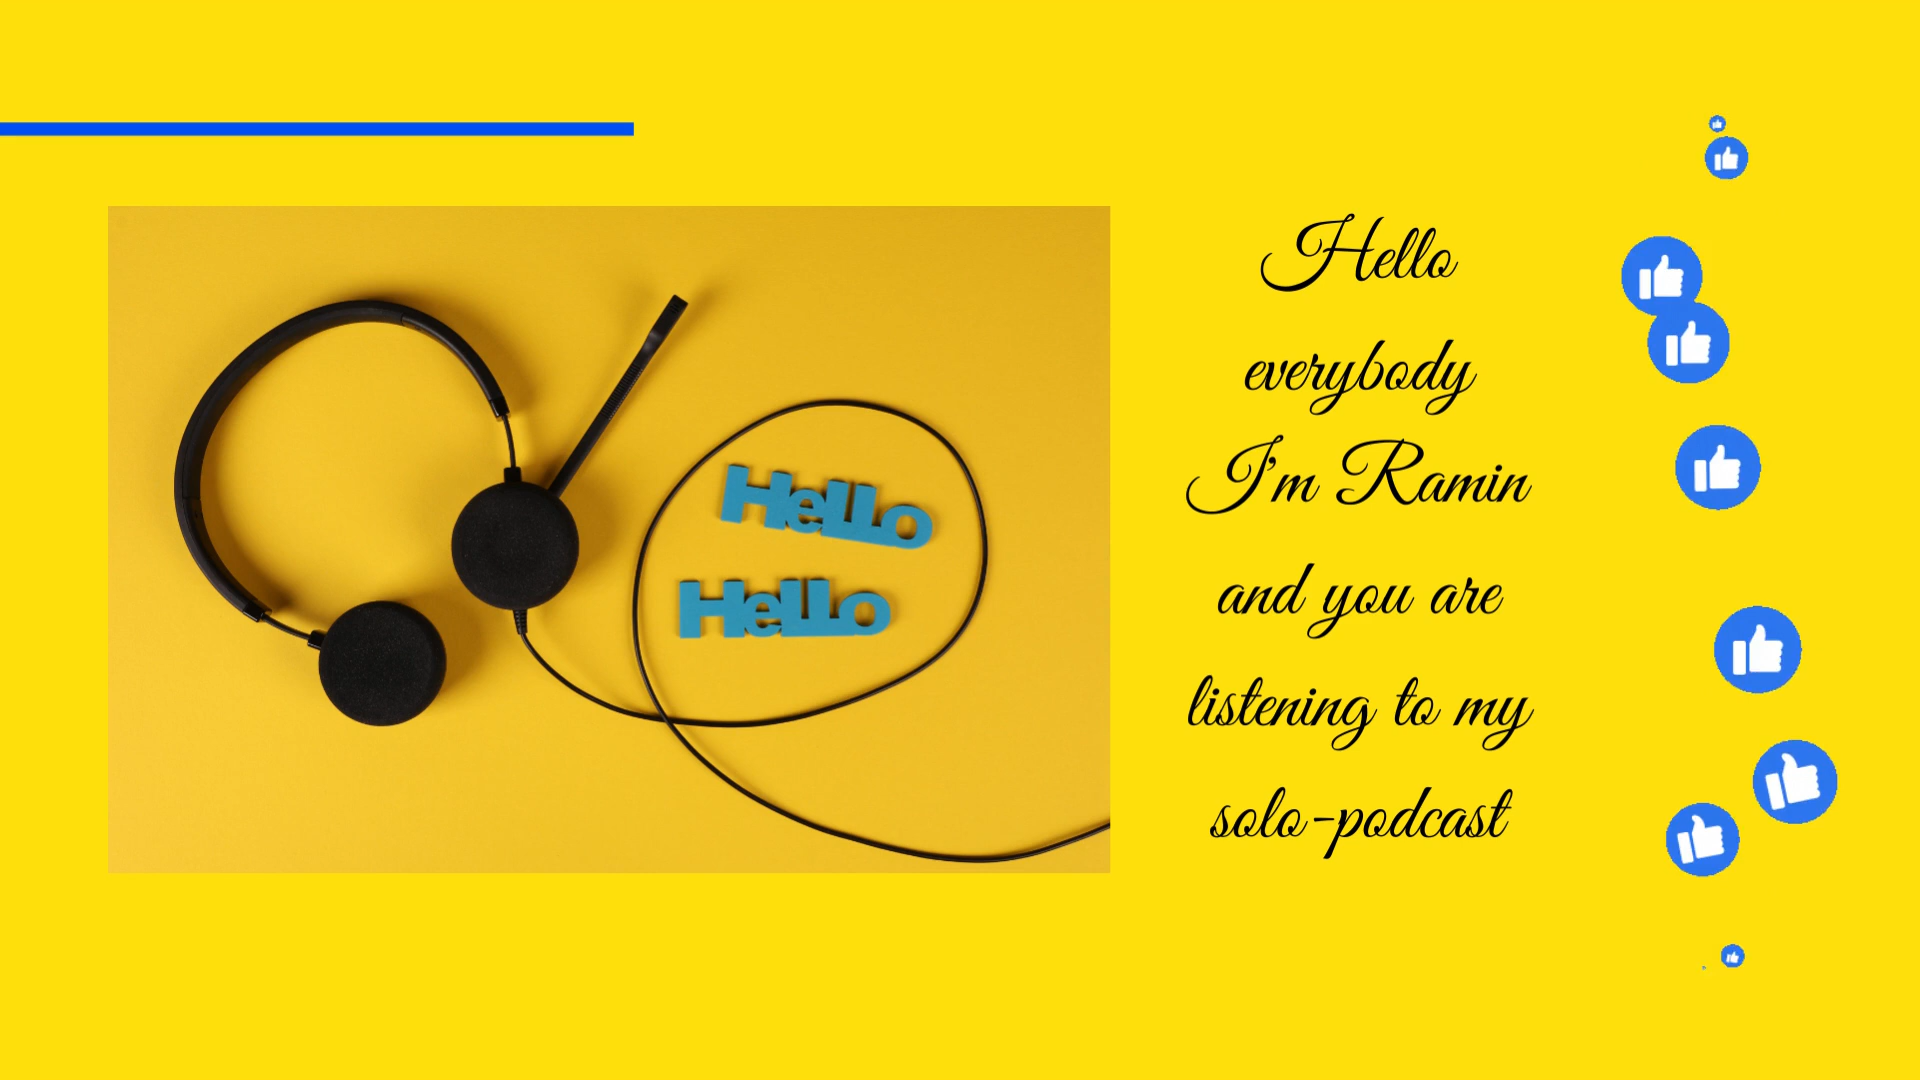 Hello
Hello
Hello
everybody
I'm Ramin
and you are
listening to my
solo-podcast